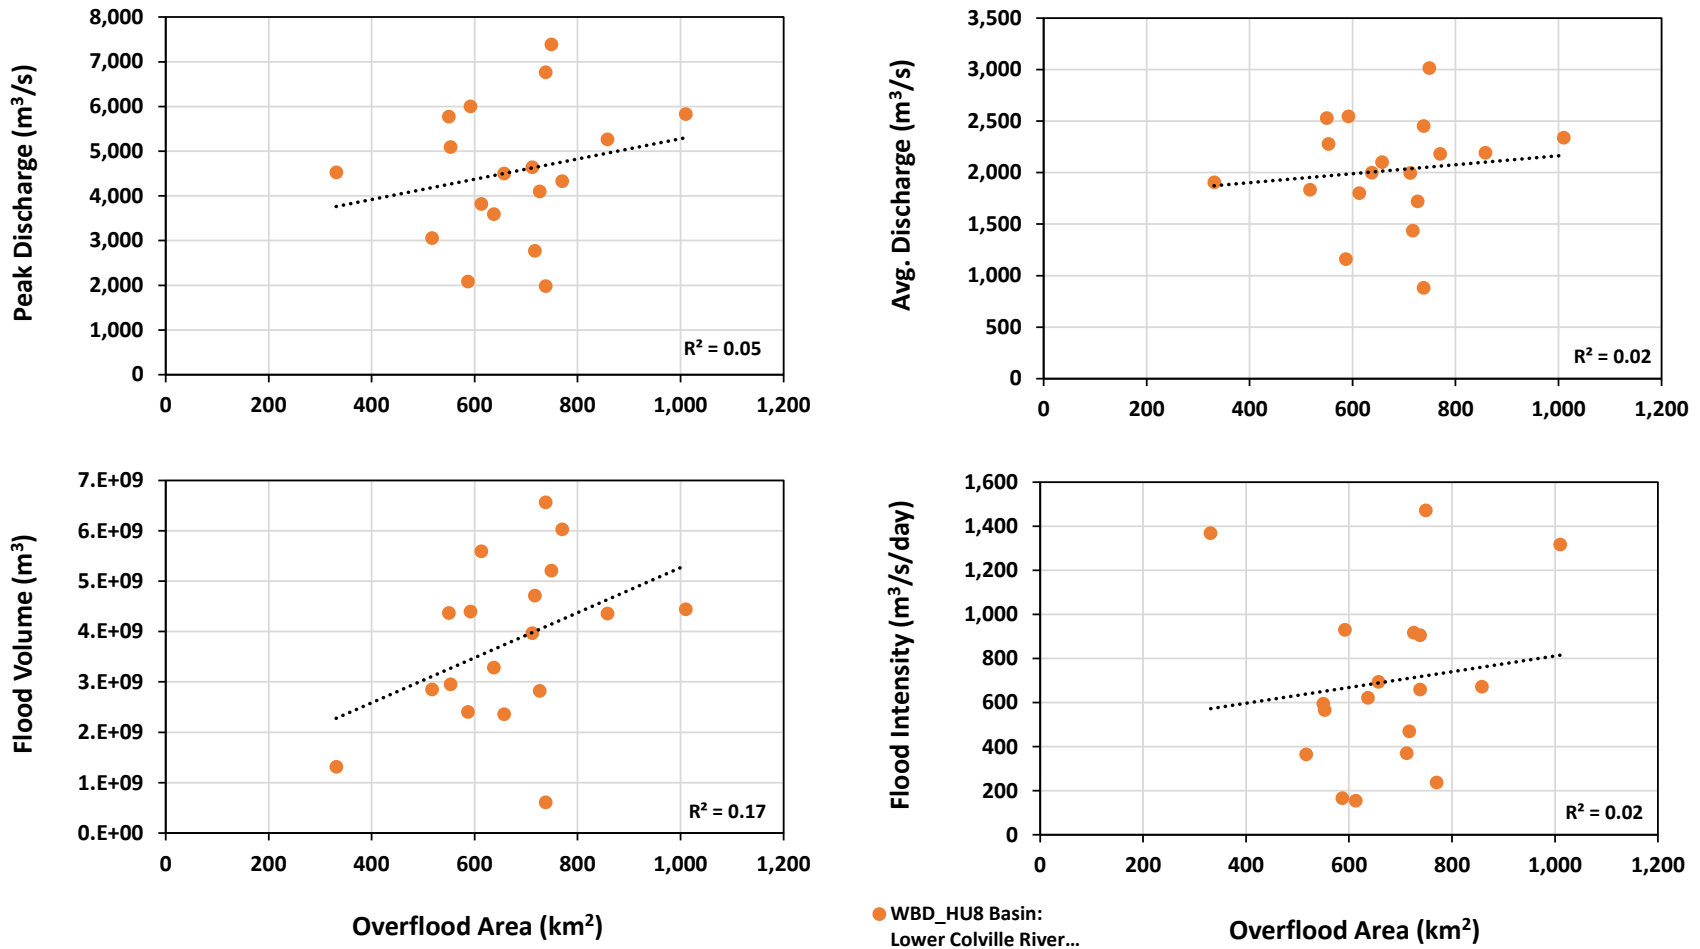 Peak Discharge (m³/s)
8,000
7,000
6,000
5,000
4,000
3,000
2,000
1,000
0
R² = 0.05
0 200 400 600 800 1,000 1,200
Avg. Discharge (m³/s)
3,500
3,000
2,500
2,000
1,500
1,000
500
0
R² = 0.02
0 200 400 600 800 1,000 1,200
Flood Volume (m³)
7.E+09
6.E+09
5.E+09
4.E+09
3.E+09
2.E+09
1.E+09
0.E+00
R² = 0.17
0 200 400 600 800 1,000 1,200
Overflood Area (km²)
Flood Intensity (m³/s/day)
1,600
1,400
1,200
1,000
800
600
400
200
0
R² = 0.02
0 200 400 600 800 1,000 1,200
Overflood Area (km²)
WBD_HU8 Basin:
Lower Colville River...